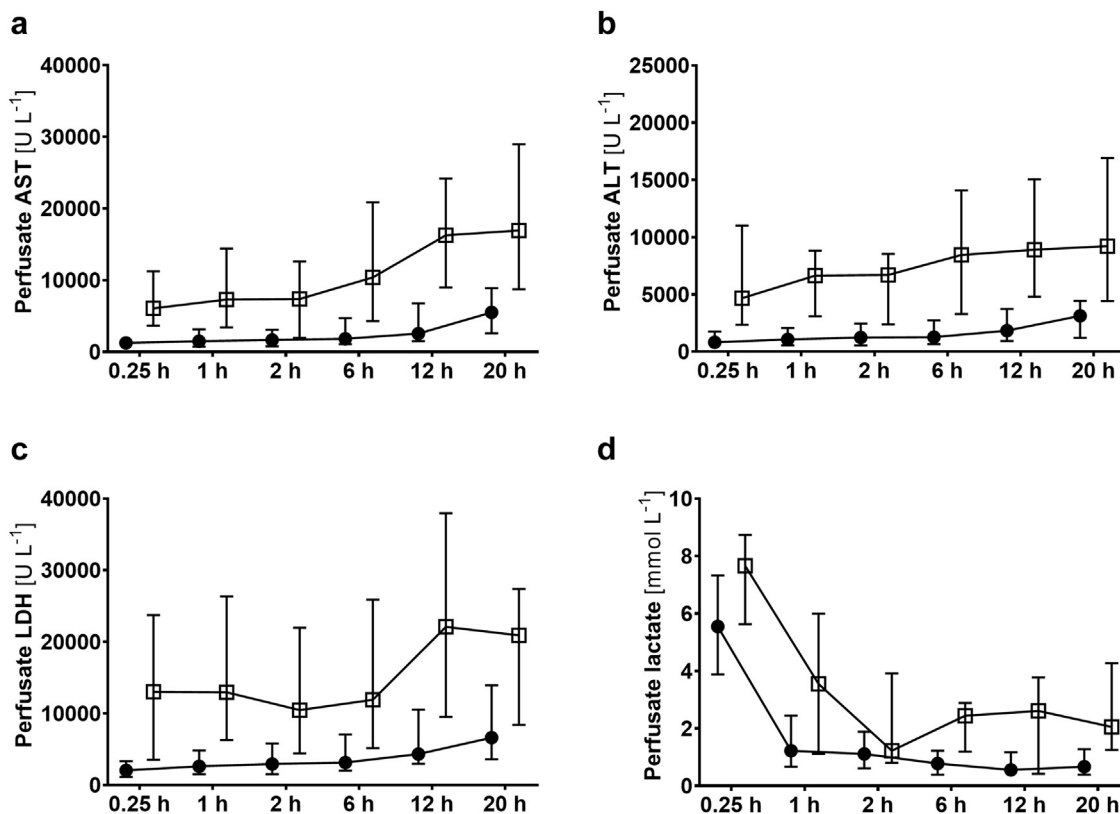 a
Perfusate AST [U L⁻¹]
40000
30000
20000
10000
0
0.25 h 1 h 2 h 6 h 12 h 20 h
b
Perfusate ALT [U L⁻¹]
25000
20000
15000
10000
5000
0
0.25 h 1 h 2 h 6 h 12 h 20 h
c
Perfusate LDH [U L⁻¹]
40000
30000
20000
10000
0
0.25 h 1 h 2 h 6 h 12 h 20 h
d
Perfusate lactate [mmol L⁻¹]
10
8
6
4
2
0
0.25 h 1 h 2 h 6 h 12 h 20 h